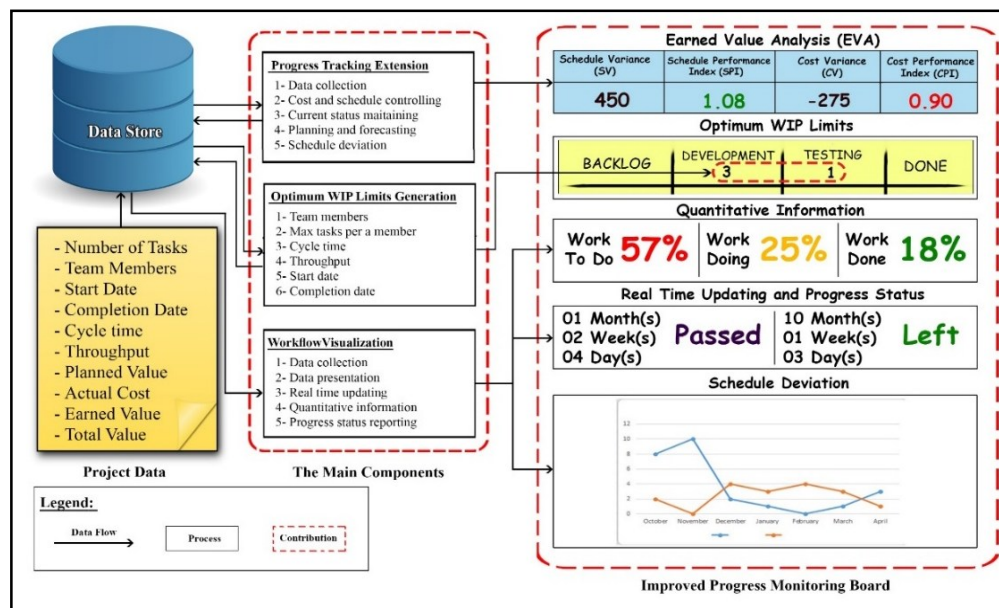 Data Store
- Number of Tasks
- Team Members
- Start Date
- Completion Date
- Cycle time
- Throughput
- Planned Value
- Actual Cost
- Earned Value
- Total Value
Project Data
Legend:
Data Flow
Process
Contribution
Progress Tracking Extension
1- Data collection
2- Cost and schedule controlling
3- Current status maitaining
4- Planning and forecasting
5- Schedule deviation
Optimum WIP Limits Generation
1- Team members
2- Max tasks per a member
3- Cycle time
4- Throughput
5- Start date
6- Completion date
WorkflowVisualization
1- Data collection
2- Data presentation
3- Real time updating
4- Quantitative information
5- Progress status reporting
The Main Components
Earned Value Analysis (EVA)
Schedule Variance (SV)
Schedule Performance Index (SPI)
Cost Variance (CV)
Cost Performance Index (CPI)
450 1.08 -275 0.90
Optimum WIP Limits
BACKLOG DEVELOPMENT TESTING DONE
3 1
Quantitative Information
Work To Do 57%
Work Doing 25%
Work Done 18%
Real Time Updating and Progress Status
01 Month(s)
02 Week(s)
04 Day(s)
Passed
10 Month(s)
01 Week(s)
03 Day(s)
Left
Schedule Deviation
12
10
8
6
4
2
0
October November December January February March April
Improved Progress Monitoring Board